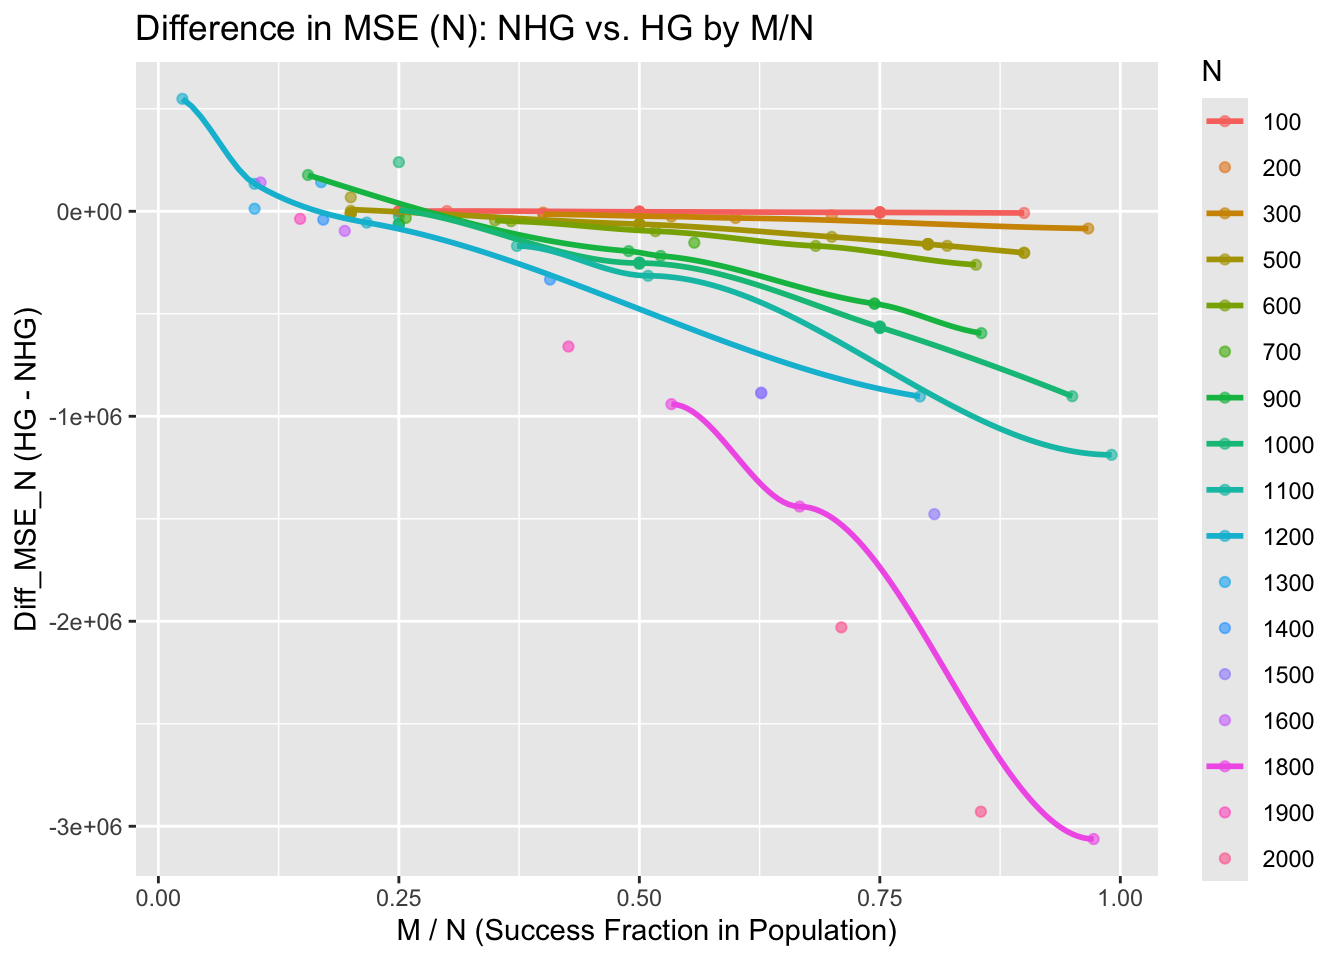 Difference in MSE (N): NHG vs. HG by M/N
Diff_MSE_N (HG - NHG)
0e+00
-1e+06
-2e+06
-3e+06
0.00
0.25
0.50
0.75
1.00
M / N (Success Fraction in Population)
N
100
200
300
500
600
700
900
1000
1100
1200
1300
1400
1500
1600
1800
1900
2000